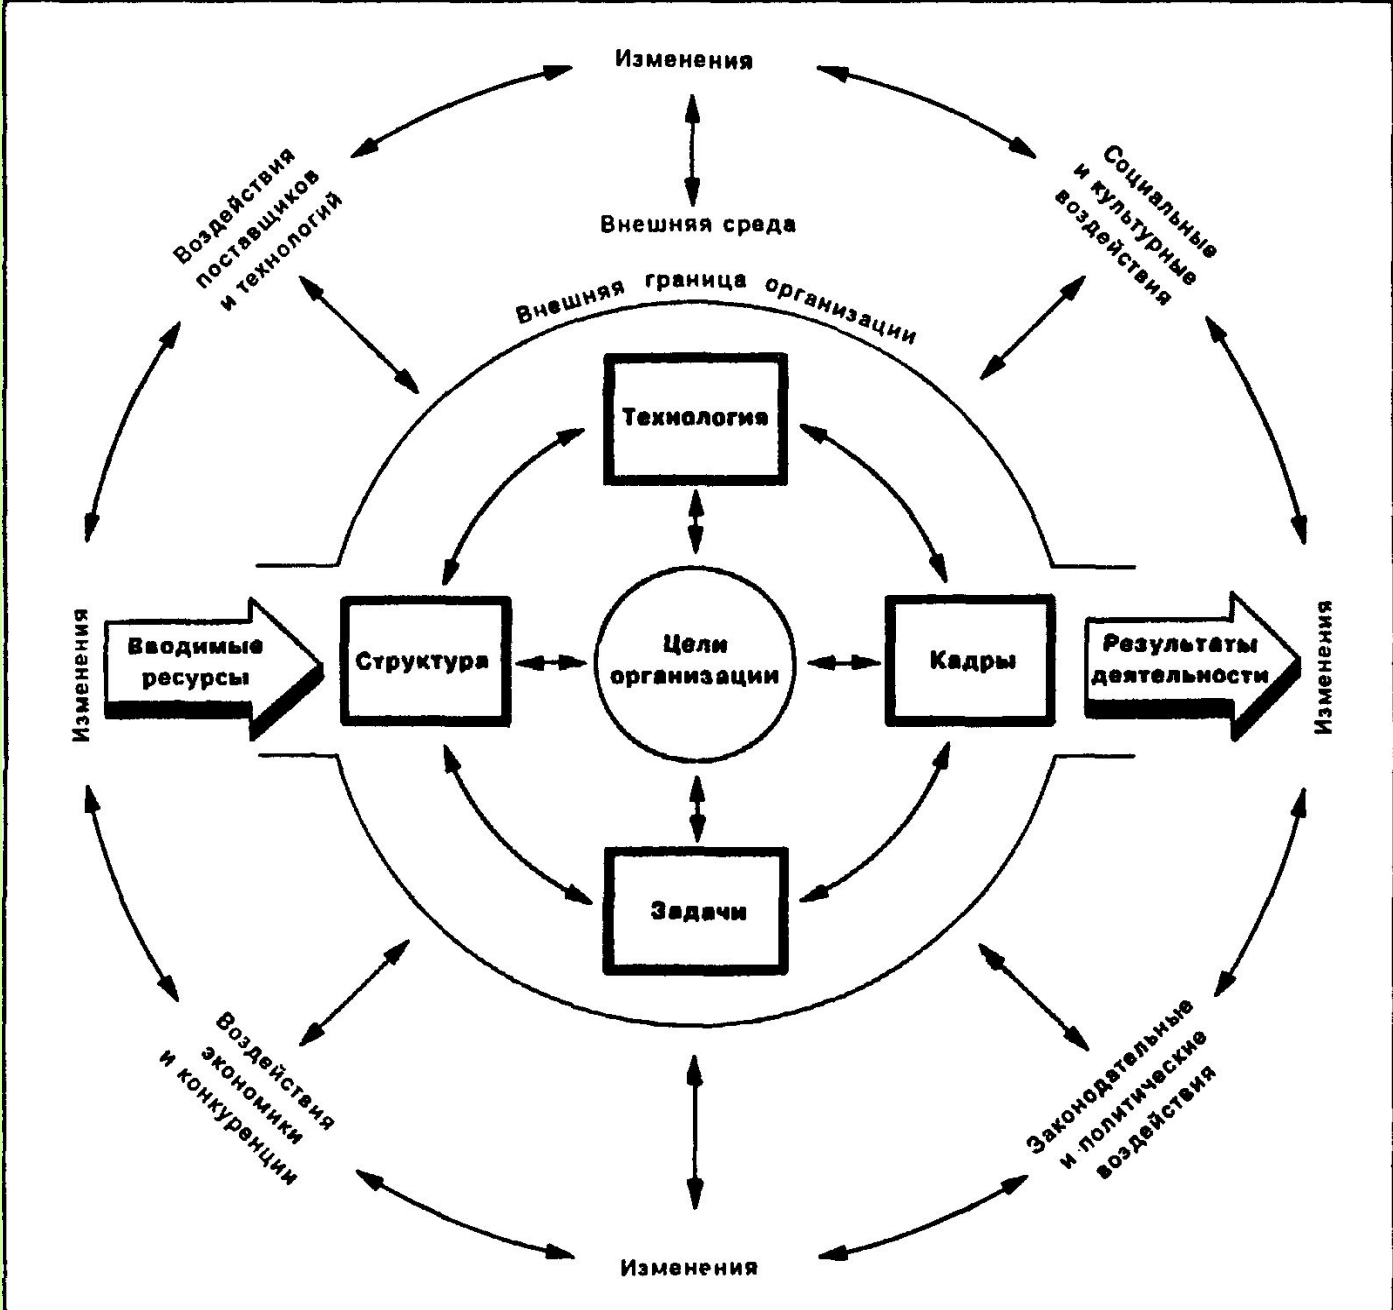 Изменения
Воздействия
поставщиков
и технологий
Социальные
и культурные
воздействия
Внешняя среда
Внешняя граница организации
Технология
Изменения
Вводимые
ресурсы
Структура
Цели
организации
Кадры
Результаты
деятельности
Изменения
Задачи
Воздействия
экономики
и конкуренции
Законодательные
и политические
воздействия
Изменения